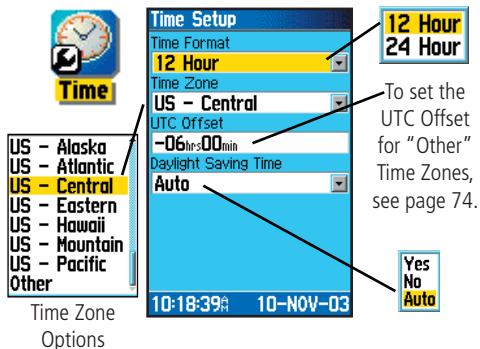 Time
Time Setup
Time Format
12 Hour
Time Zone
US - Central
UTC Offset
-06hrs00min
Daylight Saving Time
Auto
10:18:39A 10-NOV-03
12 Hour
24 Hour
To set the
UTC Offset
for "Other"
Time Zones,
see page 74.
US - Alaska
US - Atlantic
US - Central
US - Eastern
US - Hawaii
US - Mountain
US - Pacific
Other
Time Zone
Options
Yes
No
Auto